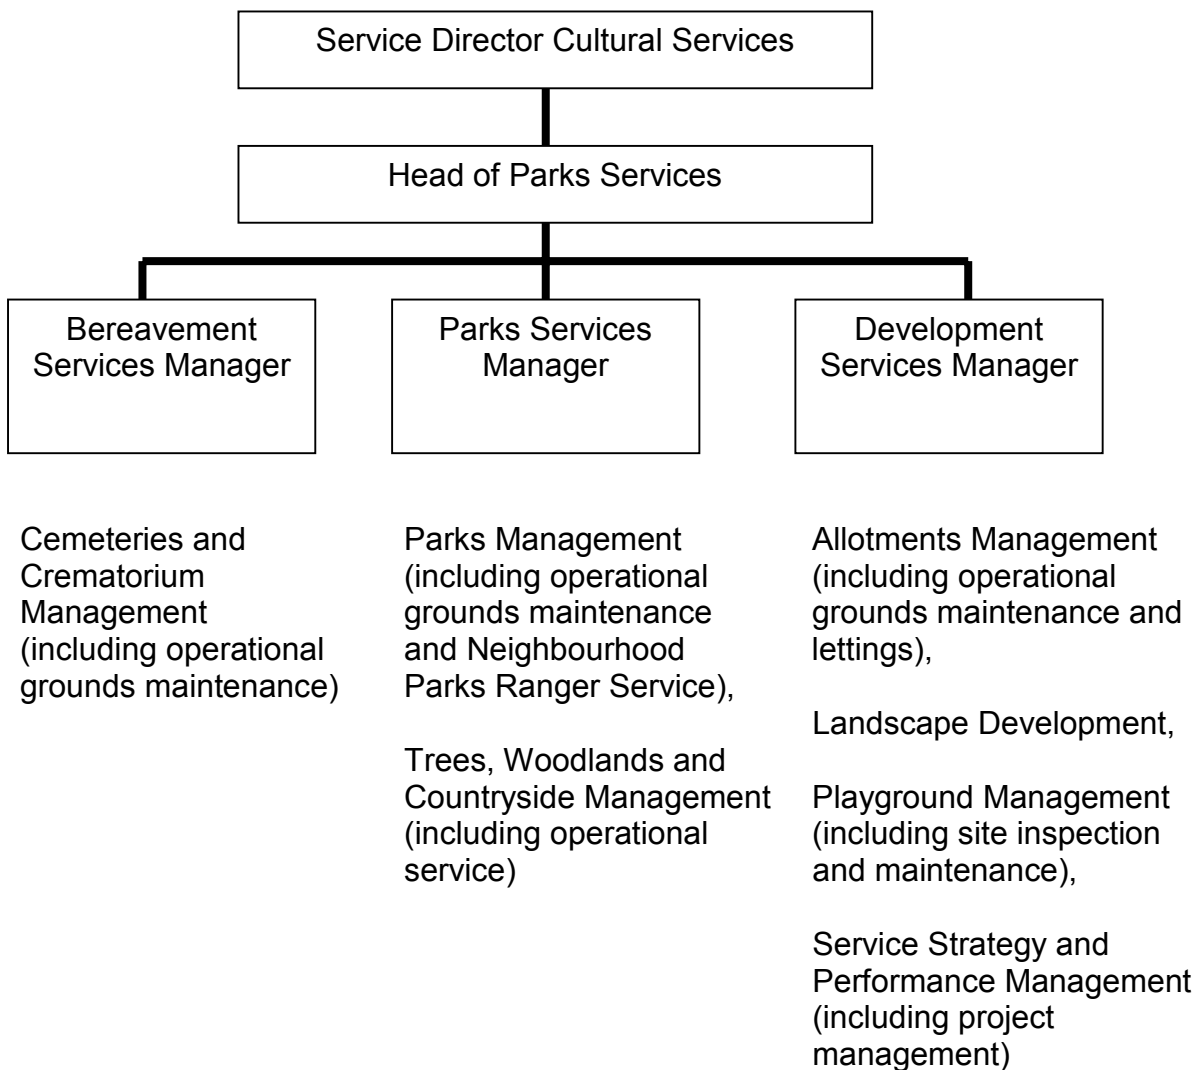 Service Director Cultural Services
Head of Parks Services
Bereavement
Services Manager
Parks Services
Manager
Development
Services Manager
Cemeteries and
Crematorium
Management
(including operational
grounds maintenance)
Parks Management
(including operational
grounds maintenance
and Neighbourhood
Parks Ranger Service),
Trees, Woodlands and
Countryside Management
(including operational
service)
Allotments Management
(including operational
grounds maintenance and
lettings),
Landscape Development,
Playground Management
(including site inspection
and maintenance),
Service Strategy and
Performance Management
(including project
management)